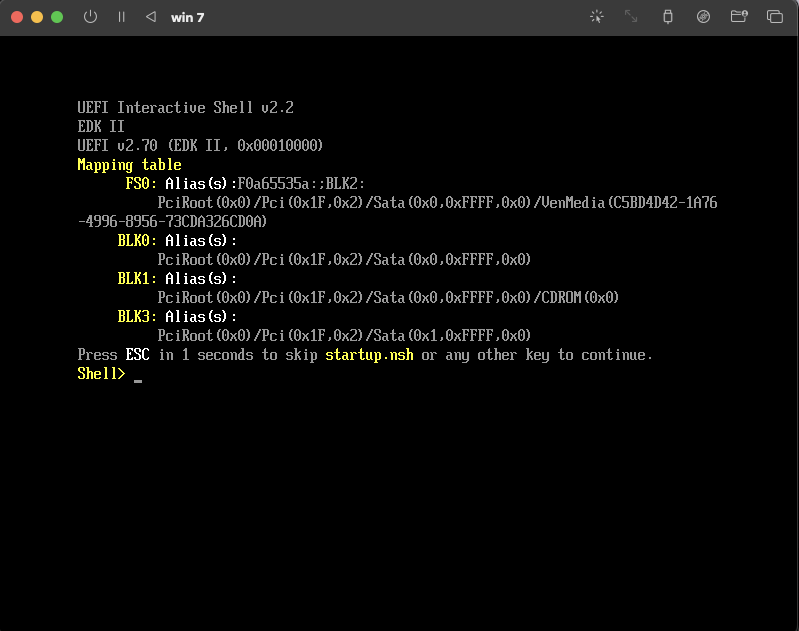 win 7
UEFI Interactive Shell v2.2
EDK II
UEFI v2.70 (EDK II, 0x00010000)
Mapping table
FS0: Alias(s):F0a65535a:;BLK2:
PciRoot(0x0)/Pci(0x1F,0x2)/Sata(0x0,0xFFFF,0x0)/VenMedia(C5BD4D42-1A76
-4996-8956-73CDA326CD0A)
BLK0: Alias(s):
PciRoot(0x0)/Pci(0x1F,0x2)/Sata(0x0,0xFFFF,0x0)
BLK1: Alias(s):
PciRoot(0x0)/Pci(0x1F,0x2)/Sata(0x0,0xFFFF,0x0)/CDROM(0x0)
BLK3: Alias(s):
PciRoot(0x0)/Pci(0x1F,0x2)/Sata(0x1,0xFFFF,0x0)
Press ESC in 1 seconds to skip startup.nsh or any other key to continue.
Shell> _